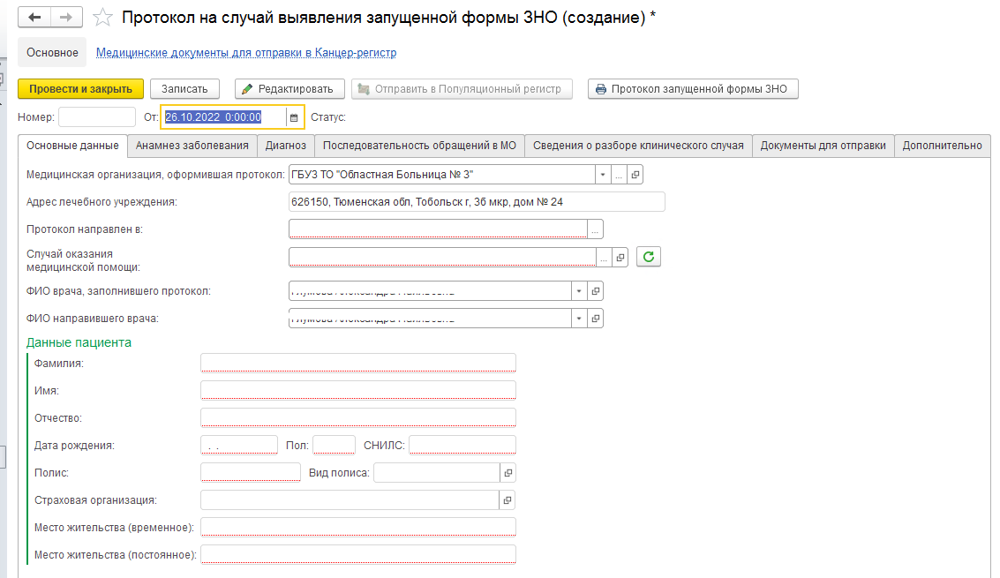 Протокол на случай выявления запущенной формы ЗНО (создание) *
Основное Медицинские документы для отправки в Канцер-регистр
Провести и закрыть Записать Редактировать Отправить в Популяционный регистр Протокол запущенной формы ЗНО
Номер: От: 26.10.2022 0:00:00 Статус:
Основные данные Анамнез заболевания Диагноз Последовательность обращений в МО Сведения о разборе клинического случая Документы для отправки Дополнительно
Медицинская организация, оформившая протокол: ГБУЗ ТО "Областная Больница № 3" ...
Адрес лечебного учреждения: 626150, Тюменская обл, Тобольск г, 3б мкр, дом № 24
Протокол направлен в: ...
Случай оказания
медицинской помощи: ...
ФИО врача, заполнившего протокол:
ФИО направившего врача:
Данные пациента
Фамилия:
Имя:
Отчество:
Дата рождения: . . Пол: СНИЛС:
Полис: Вид полиса:
Страховая организация:
Место жительства (временное):
Место жительства (постоянное):